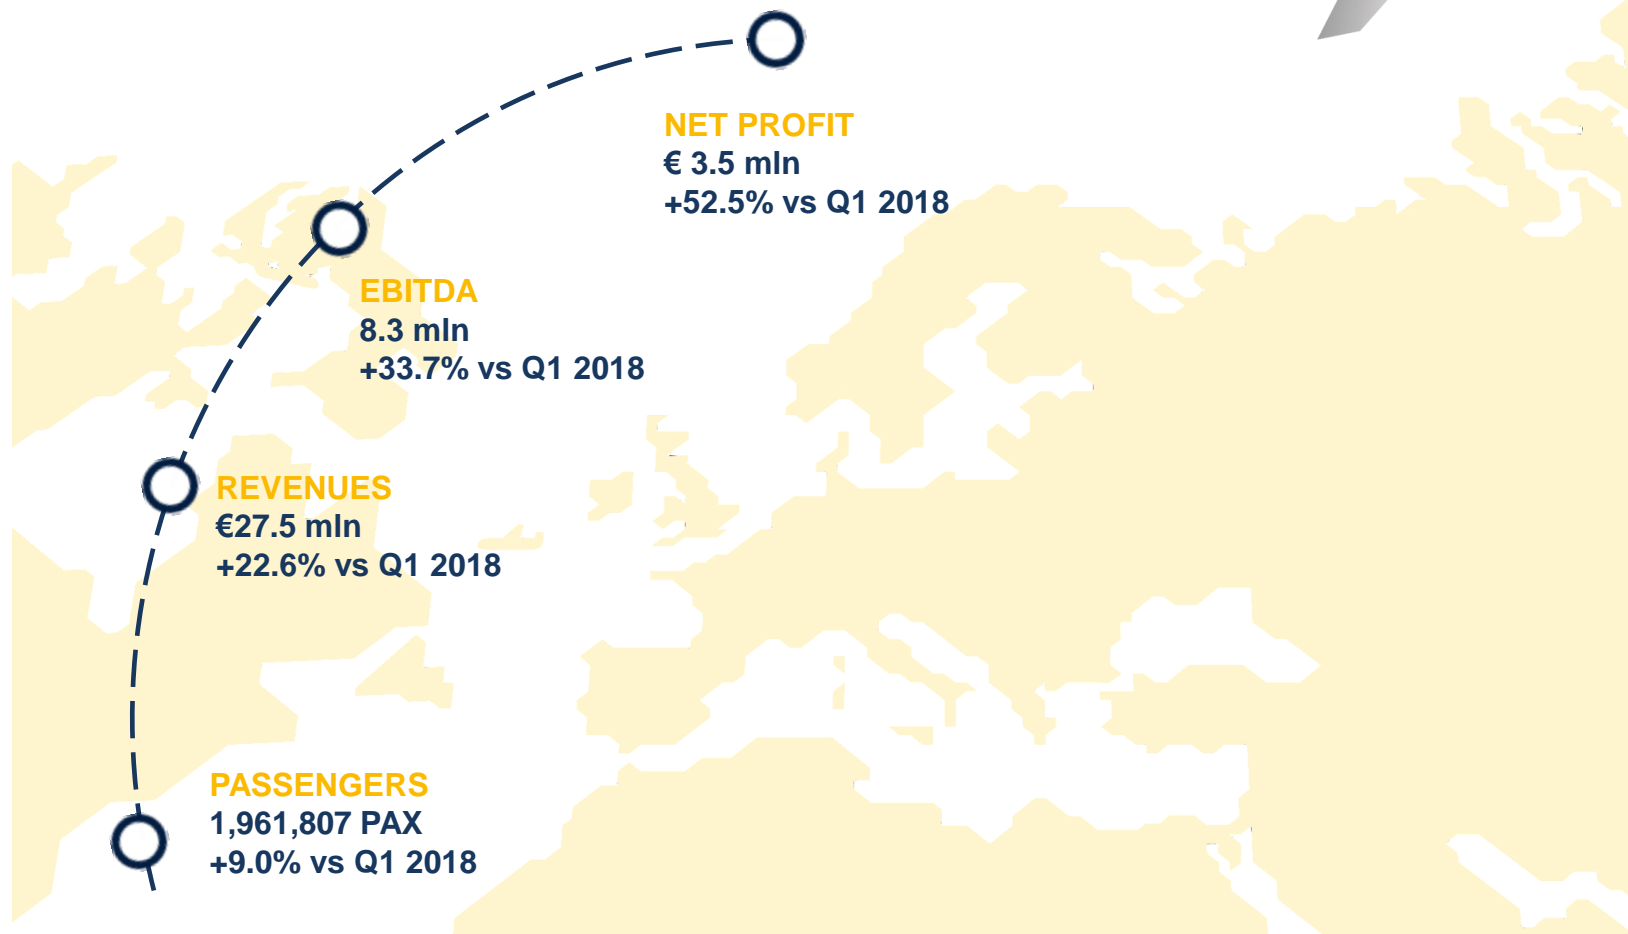 NET PROFIT
€ 3.5 mln
+52.5% vs Q1 2018
EBITDA
8.3 mln
+33.7% vs Q1 2018
REVENUES
€27.5 mln
+22.6% vs Q1 2018
PASSENGERS
1,961,807 PAX
+9.0% vs Q1 2018